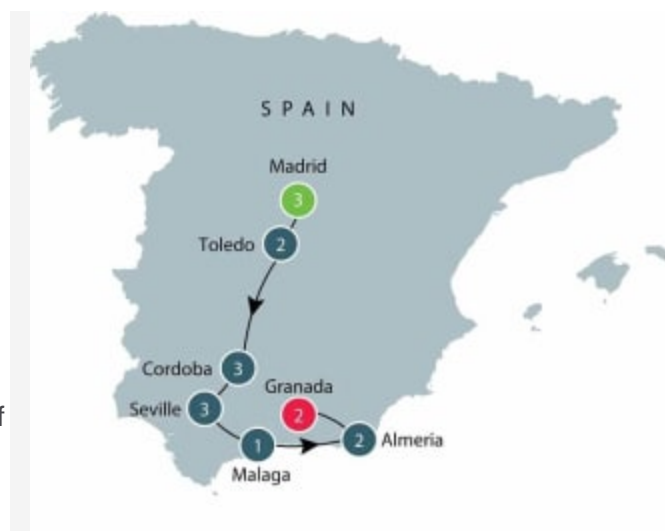 SPAIN
Madrid
3
Toledo 2
Cordoba 3
Granada
Seville 3
2
f
1
2 Almeria
Malaga